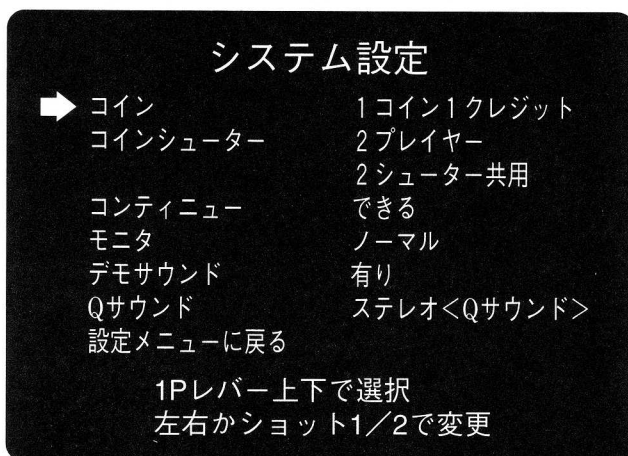 システム設定
コイン 1コイン1クレジット
コインシューター 2プレイヤー
2シューター共用
コンティニュー できる
モニタ ノーマル
デモサウンド 有り
Qサウンド ステレオ<Qサウンド>
設定メニューに戻る
1Pレバー上下で選択
左右かショット1/2で変更